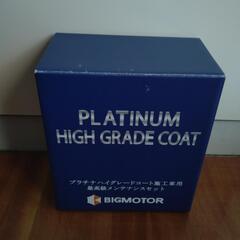 PLATINUM
HIGH GRADE COAT
プラチナハイグレードコート施工車用
最高級メンテナンスセット
BIGMOTOR